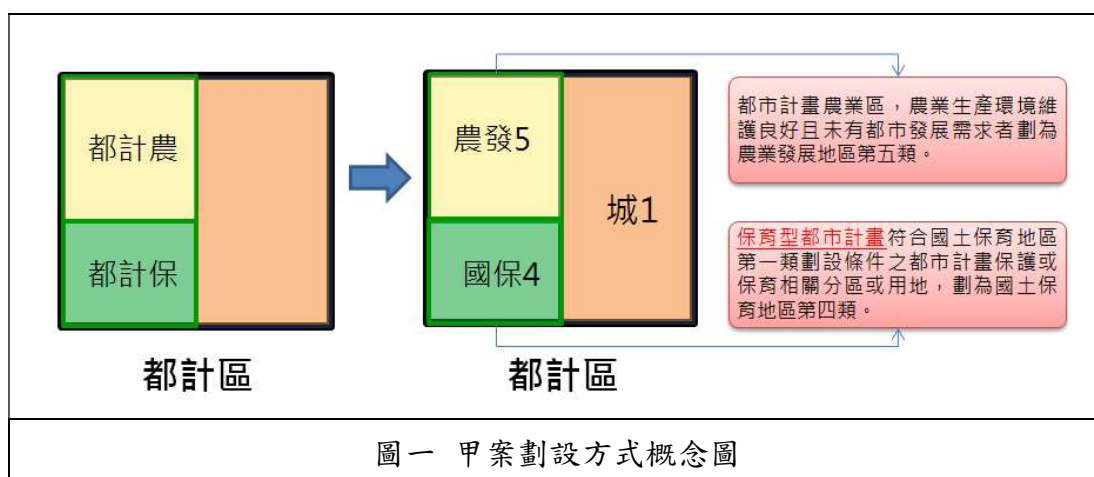 都計農
都計保
都計區
農發5
國保4
城1
都計區
都市計畫農業區，農業生產環境維
護良好且未有都市發展需求者劃為
農業發展地區第五類。
保育型都市計畫符合國土保育地區
第一類劃設條件之都市計畫保護或
保育相關分區或用地，劃為國土保
育地區第四類。
圖一 甲案劃設方式概念圖